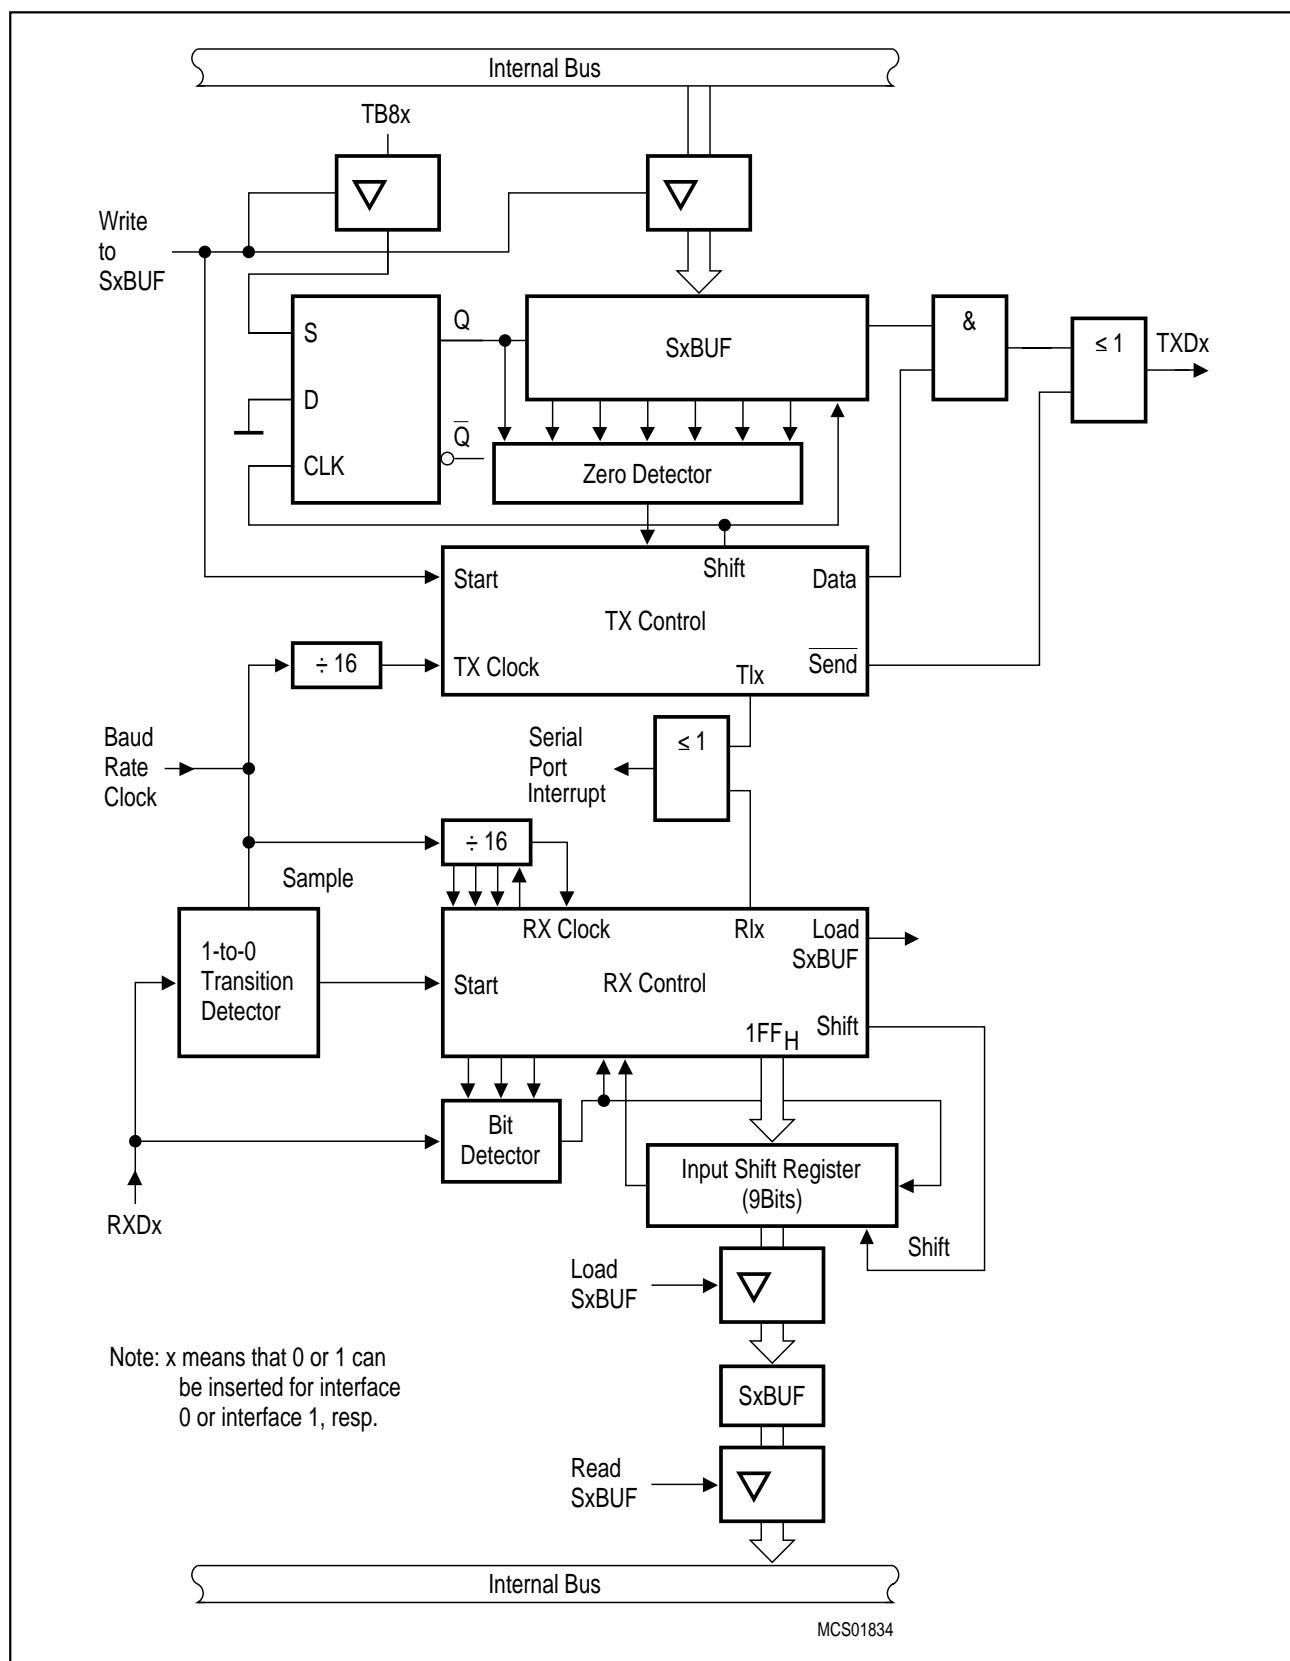 Internal Bus
TB8x
Write
to
SxBUF
S
D
CLK
Q
Q̅
SxBUF
&
≤ 1
TXDx
Zero Detector
Start
Shift
Data
TX Control
TX Clock
TIx
S̅e̅n̅d̅
÷ 16
Baud
Rate
Clock
≤ 1
Serial
Port
Interrupt
÷ 16
Sample
1-to-0
Transition
Detector
RX Clock
RIx
Load
SxBUF
Start
RX Control
1FF H
Shift
Bit
Detector
Input Shift Register
(9Bits)
RXDx
Shift
Load
SxBUF
SxBUF
Note: x means that 0 or 1 can
be inserted for interface
0 or interface 1, resp.
Read
SxBUF
Internal Bus
MCS01834